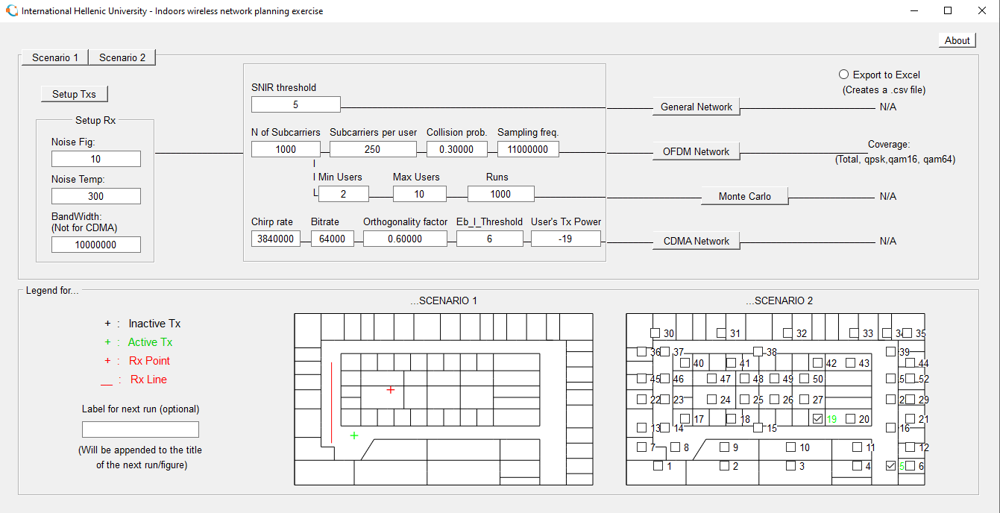 International Hellenic University - Indoors wireless network planning exercise
About
Scenario 1 Scenario 2
Setup Txs
Setup Rx
Noise Fig:
10
Noise Temp:
300
BandWidth:
(Not for CDMA)
10000000
SNIR threshold
5
N of Subcarriers Subcarriers per user Collision prob. Sampling freq.
1000 250 0.30000 11000000
Min Users Max Users Runs
2 10 1000
Chirp rate Bitrate Orthogonality factor Eb_I_Threshold User's Tx Power
3840000 64000 0.60000 6 -19
Export to Excel
(Creates a .csv file)
General Network N/A
OFDM Network Coverage:
(Total, qpsk,qam16, qam64)
Monte Carlo N/A
CDMA Network N/A
Legend for...
+ : Inactive Tx
+ : Active Tx
+ : Rx Point
__ : Rx Line
Label for next run (optional)
(Will be appended to the title
of the next run/figure)
...SCENARIO 1
...SCENARIO 2
30 31 32 33 34 35
36 37 38 39
40 41 42 43 44
45 46 47 48 49 50 52
22 23 24 25 26 27 29
17 18 19 20 21
13 14 15 16
7 8 9 10 11 12
1 2 3 4 5 6